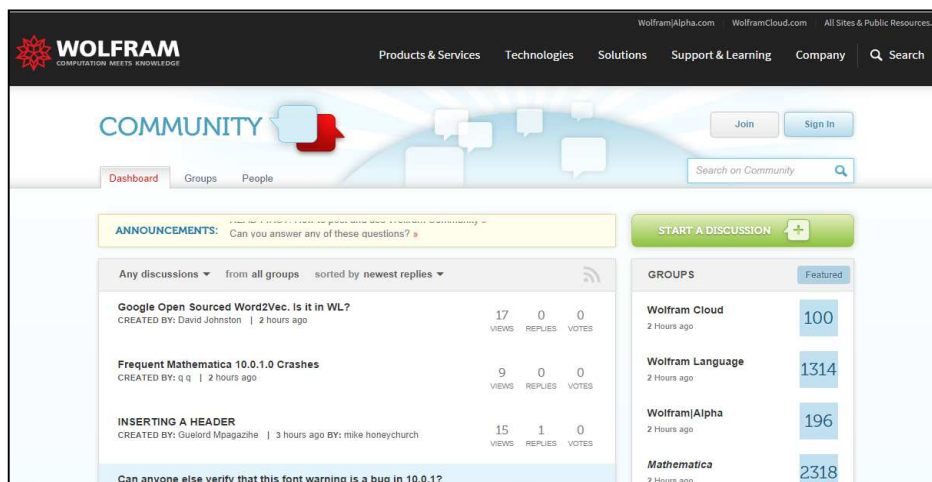 Wolfram|Alpha.com WolframCloud.com All Sites & Public Resources.
WOLFRAM
COMPUTATION MEETS KNOWLEDGE
Products & Services Technologies Solutions Support & Learning Company Search
COMMUNITY
Join Sign In
Dashboard Groups People
Search on Community
ANNOUNCEMENTS:
Can you answer any of these questions? »
START A DISCUSSION +
Any discussions from all groups sorted by newest replies
GROUPS Featured
Google Open Sourced Word2Vec. Is it in WL?
CREATED BY: David Johnston | 2 hours ago
17 0 0
VIEWS REPLIES VOTES
Wolfram Cloud
2 Hours ago
100
Frequent Mathematica 10.0.1.0 Crashes
CREATED BY: q q | 2 hours ago
9 0 0
VIEWS REPLIES VOTES
Wolfram Language
2 Hours ago
1314
INSERTING A HEADER
CREATED BY: Guelord Mpagazihe | 3 hours ago BY: mike honeychurch
15 1 0
VIEWS REPLIES VOTES
Wolfram|Alpha
2 Hours ago
196
Can anyone else verify that this font warning is a bug in 10.0.1?
Mathematica
2 Hours ago
2318